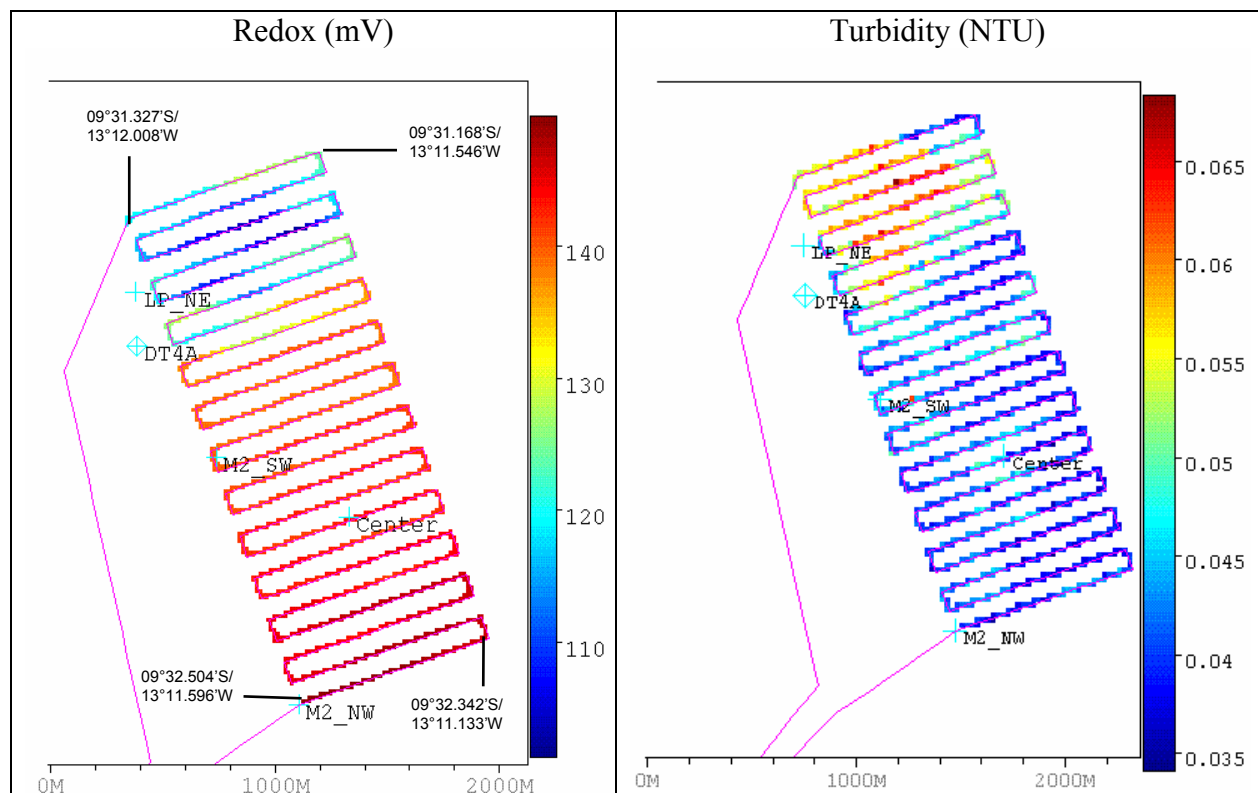 Redox (mV)
09°31.327'S/
13°12.008'W
09°31.168'S/
13°11.546'W
140
LP_NE
DT4A
130
120
M2_SW
Center
110
09°32.504'S/
13°11.596'W
09°32.342'S/
13°11.133'W
M2_NW
0M
1000M
2000M
Turbidity (NTU)
0.065
LP_NE
0.06
DT4A
0.055
M2_SW
0.05
Center
0.045
M2_NW
0.04
0.035
0M
1000M
2000M